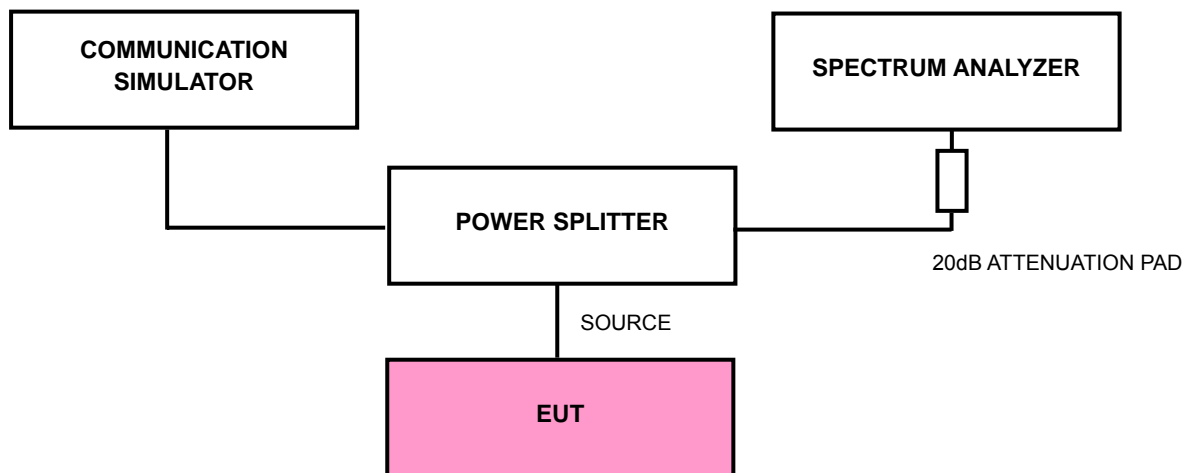 COMMUNICATION
SIMULATOR
SPECTRUM ANALYZER
POWER SPLITTER
20dB ATTENUATION PAD
SOURCE
EUT